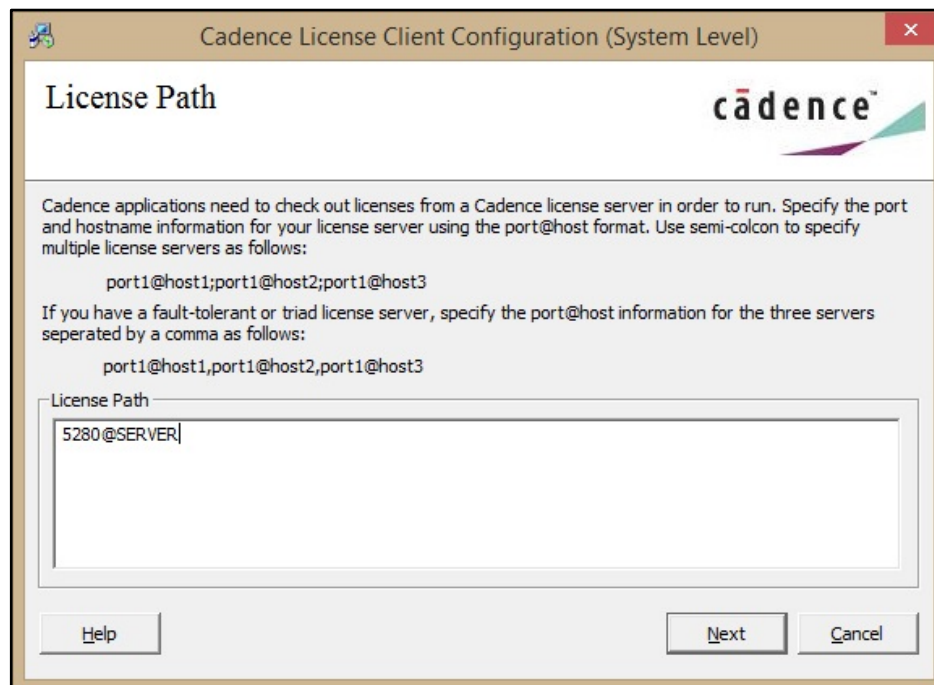 Cadence License Client Configuration (System Level)
License Path
cādence™
Cadence applications need to check out licenses from a Cadence license server in order to run. Specify the port
and hostname information for your license server using the port@host format. Use semi-colcon to specify
multiple license servers as follows:
port1@host1;port1@host2;port1@host3
If you have a fault-tolerant or triad license server, specify the port@host information for the three servers
seperated by a comma as follows:
port1@host1,port1@host2,port1@host3
License Path
5280@SERVER
Help
Next
Cancel